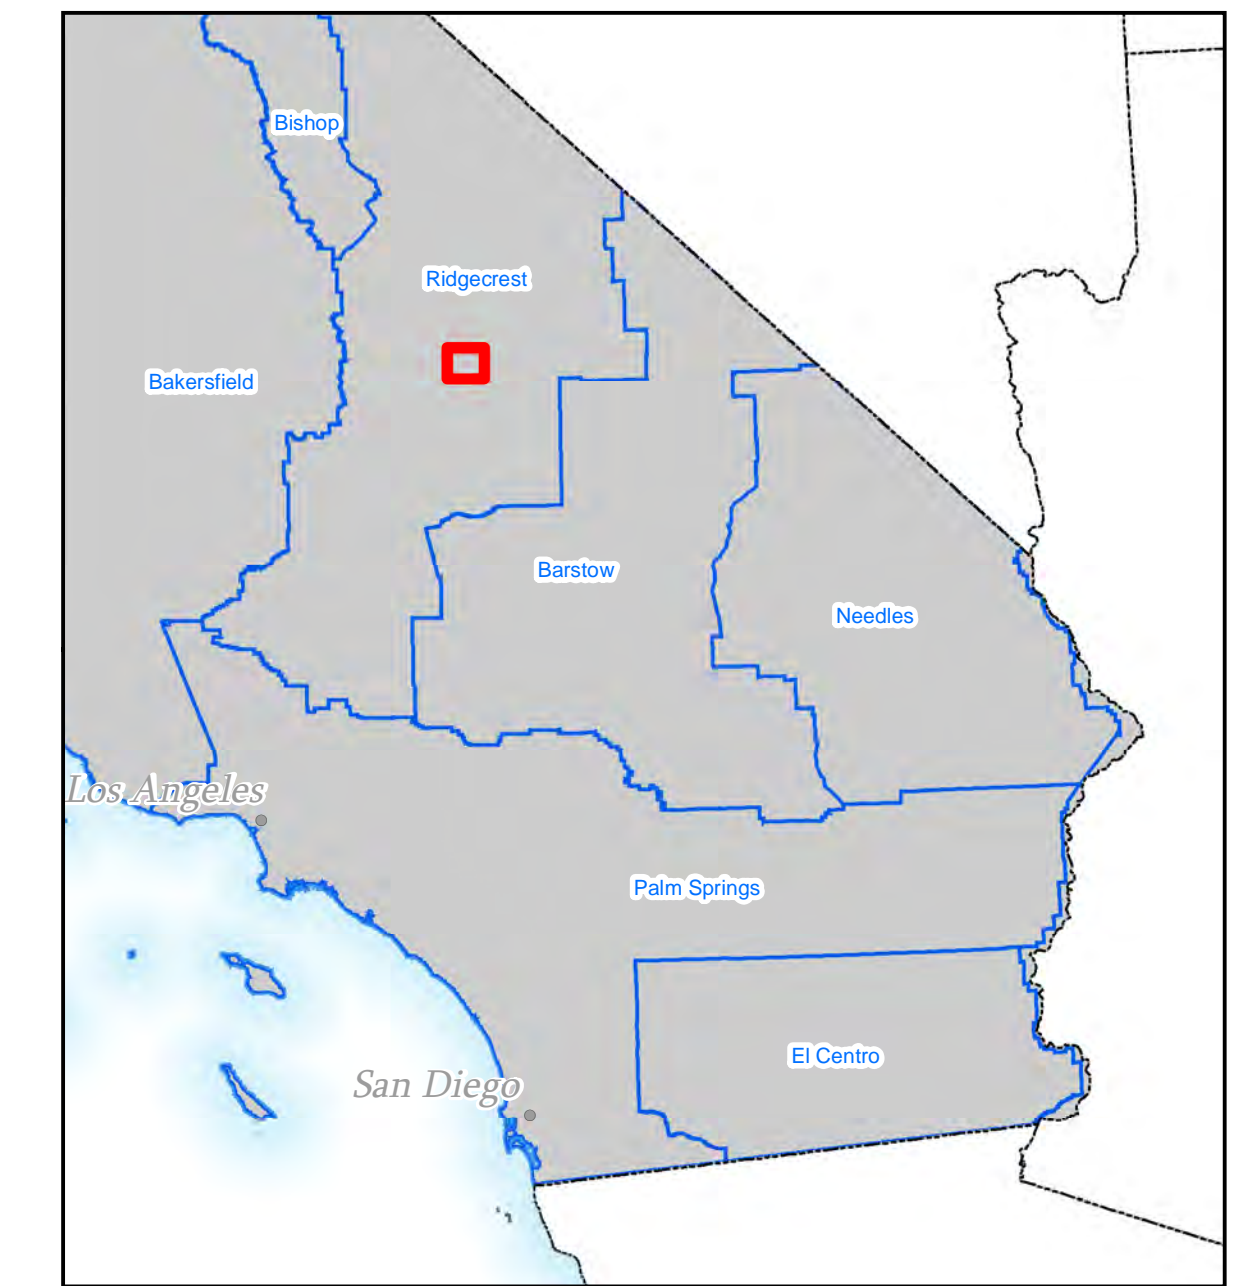 Bishop
Ridgecrest
Bakersfield
Barstow
Needles
Los Angeles
Palm Springs
El Centro
San Diego